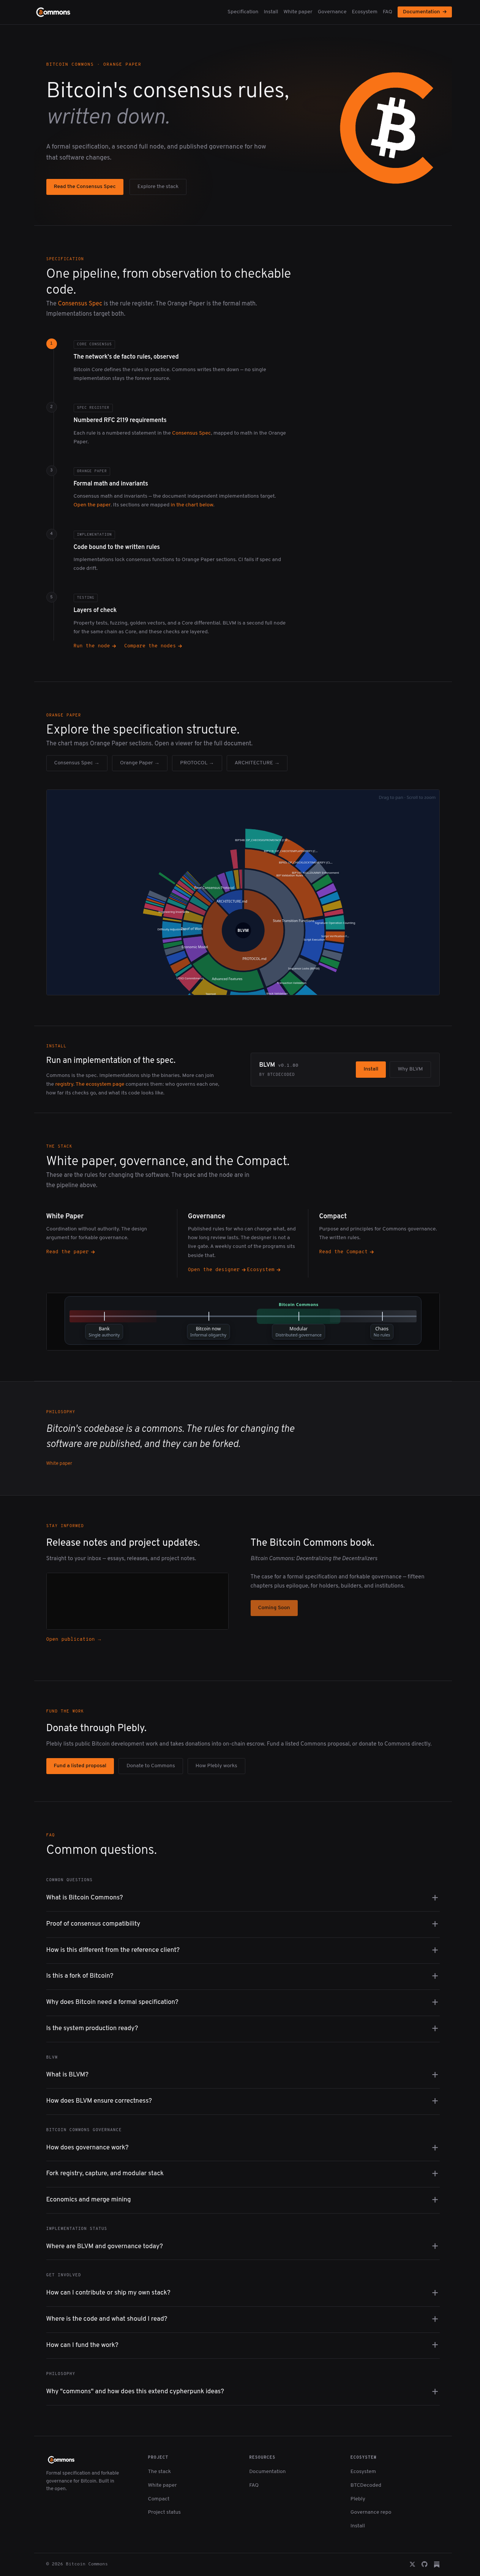 Commons
Specification Install White paper Governance Ecosystem FAQ Documentation →
BITCOIN COMMONS · ORANGE PAPER
Bitcoin's consensus rules,
written down.
A formal specification, a second full node, and published governance for how
that software changes.
Read the Consensus Spec Explore the stack
SPECIFICATION
One pipeline, from observation to checkable
code.
The Consensus Spec is the rule register. The Orange Paper is the formal math.
Implementations target both.
1
CORE CONSENSUS
The network's de facto rules, observed
Bitcoin Core defines the rules in practice. Commons writes them down — no single
implementation stays the forever source.
2
SPEC REGISTER
Numbered RFC 2119 requirements
Each rule is a numbered statement in the Consensus Spec, mapped to math in the Orange
Paper.
3
ORANGE PAPER
Formal math and invariants
Consensus math and invariants — the document independent implementations target.
Open the paper. Its sections are mapped in the chart below.
4
IMPLEMENTATION
Code bound to the written rules
Implementations lock consensus functions to Orange Paper sections. CI fails if spec and
code drift.
5
TESTING
Layers of check
Property tests, fuzzing, golden vectors, and a Core differential. BLVM is a second full node
for the same chain as Core, and these checks are layered.
Run the node → Compare the nodes →
ORANGE PAPER
Explore the specification structure.
The chart maps Orange Paper sections. Open a viewer for the full document.
Consensus Spec → Orange Paper → PROTOCOL → ARCHITECTURE →
Drag to pan · Scroll to zoom
ARCHITECTURE.md
State Transition Functions
Proof of Work
BLVM
Economic Model
PROTOCOL.md
Advanced Features
INSTALL
Run an implementation of the spec.
Commons is the spec. Implementations ship the binaries. More can join
the registry. The ecosystem page compares them: who governs each one,
how far its checks go, and what its code looks like.
BLVM v0.1.80
BY BTCDECODED
Install Why BLVM
THE STACK
White paper, governance, and the Compact.
These are the rules for changing the software. The spec and the node are in
the pipeline above.
White Paper
Coordination without authority. The design
argument for forkable governance.
Read the paper →
Governance
Published rules for who can change what, and
how long review lasts. The designer is not a
live gate. A weekly count of the programs sits
beside that.
Open the designer → Ecosystem →
Compact
Purpose and principles for Commons governance.
The written rules.
Read the Compact →
Bitcoin Commons
Bank
Single authority
Bitcoin now
Informal oligarchy
Modular
Distributed governance
Chaos
No rules
PHILOSOPHY
Bitcoin's codebase is a commons. The rules for changing the
software are published, and they can be forked.
White paper
STAY INFORMED
Release notes and project updates.
Straight to your inbox — essays, releases, and project notes.
Open publication →
The Bitcoin Commons book.
Bitcoin Commons: Decentralizing the Decentralizers
The case for a formal specification and forkable governance — fifteen
chapters plus epilogue, for holders, builders, and institutions.
Coming Soon
FUND THE WORK
Donate through Plebly.
Plebly lists public Bitcoin development work and takes donations into on-chain escrow. Fund a listed Commons proposal, or donate to Commons directly.
Fund a listed proposal Donate to Commons How Plebly works
FAQ
Common questions.
COMMON QUESTIONS
What is Bitcoin Commons?
Proof of consensus compatibility
How is this different from the reference client?
Is this a fork of Bitcoin?
Why does Bitcoin need a formal specification?
Is the system production ready?
BLVM
What is BLVM?
How does BLVM ensure correctness?
BITCOIN COMMONS GOVERNANCE
How does governance work?
Fork registry, capture, and modular stack
Economics and merge mining
IMPLEMENTATION STATUS
Where are BLVM and governance today?
GET INVOLVED
How can I contribute or ship my own stack?
Where is the code and what should I read?
How can I fund the work?
PHILOSOPHY
Why "commons" and how does this extend cypherpunk ideas?
Commons
Formal specification and forkable
governance for Bitcoin. Built in
the open.
PROJECT
The stack
White paper
Compact
Project status
RESOURCES
Documentation
FAQ
ECOSYSTEM
Ecosystem
BTCDecoded
Plebly
Governance repo
Install
© 2026 Bitcoin Commons